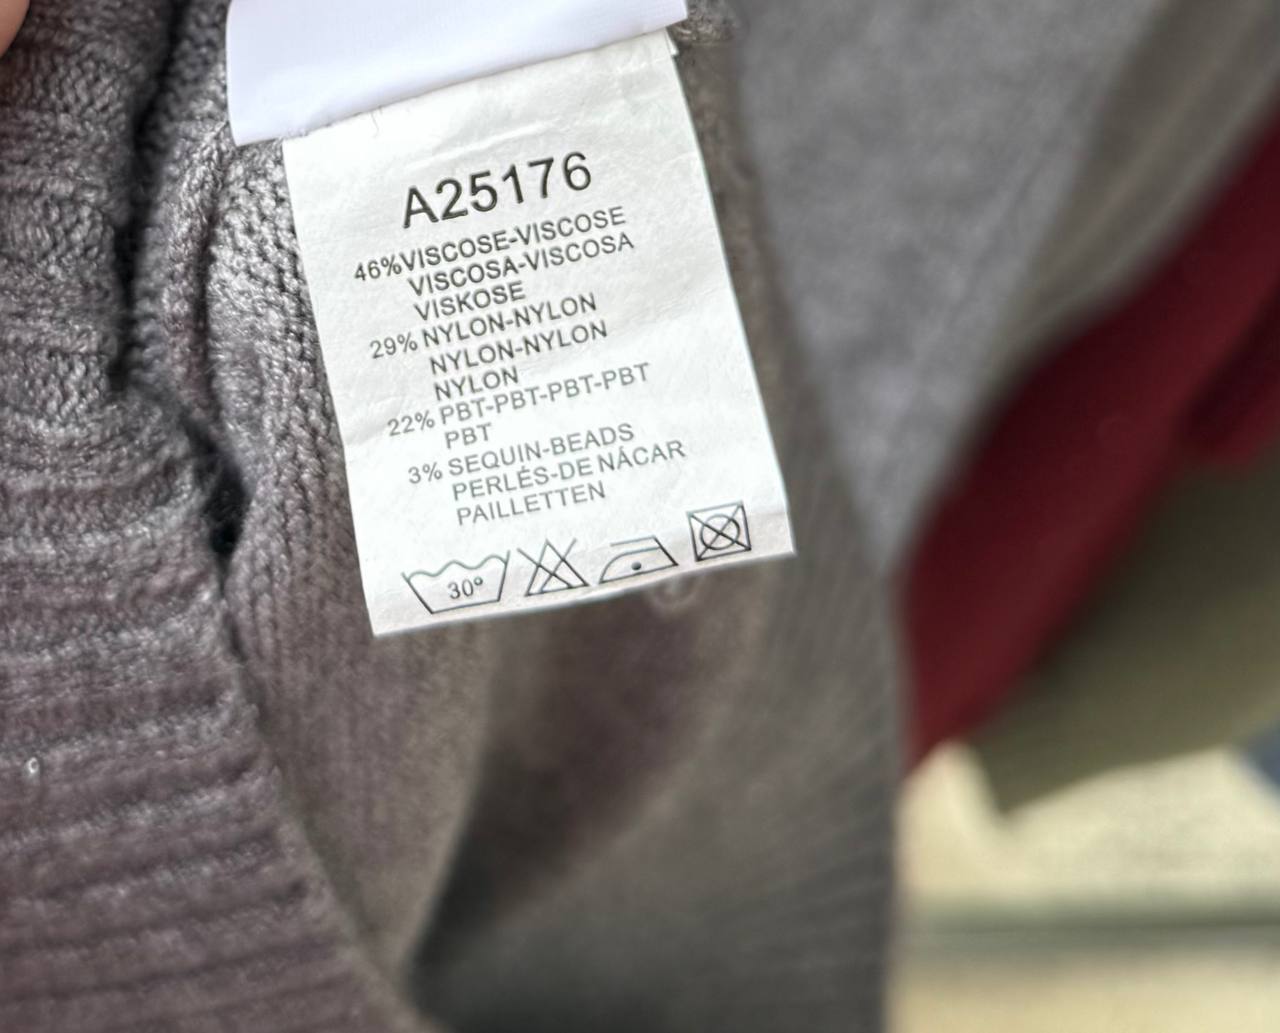 A25176
46%VISCOSE-VISCOSE
VISCOSA-VISCOSA
VISKOSE
29% NYLON-NYLON
NYLON-NYLON
NYLON
22% PBT-PBT-PBT-PBT
PBT
3% SEQUIN-BEADS
PERLÉS-DE NÁCAR
PAILLETTEN
30°